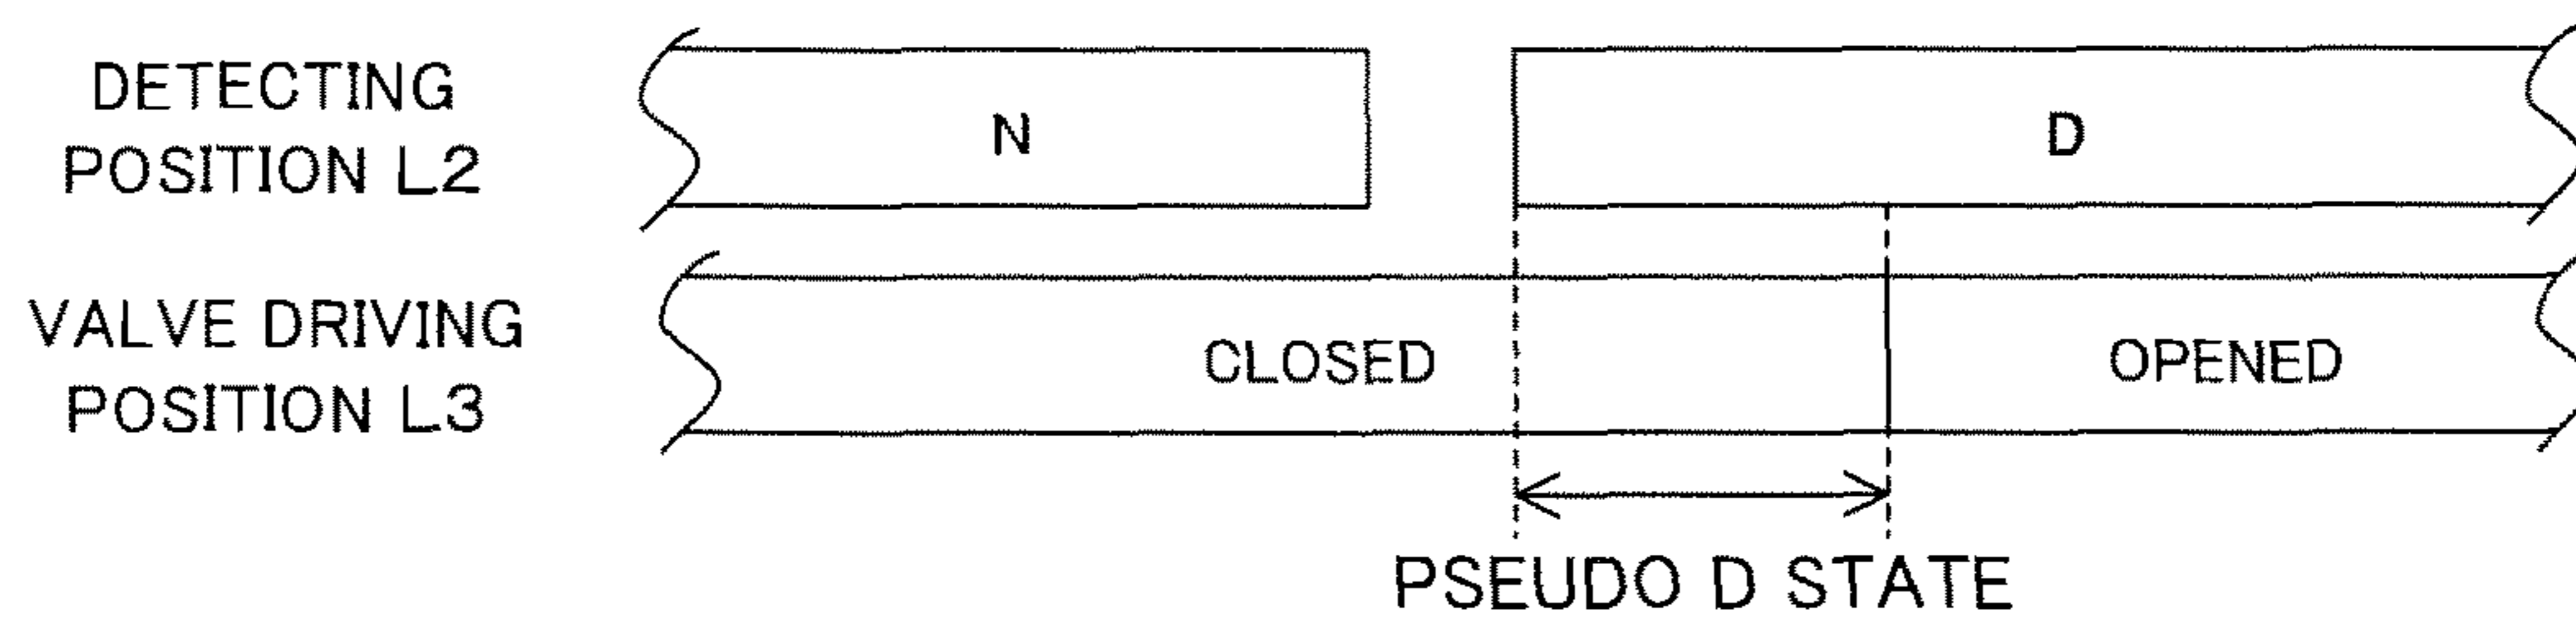 DETECTING
POSITION L2
N
D
VALVE DRIVING
POSITION L3
CLOSED
OPENED
PSEUDO D STATE